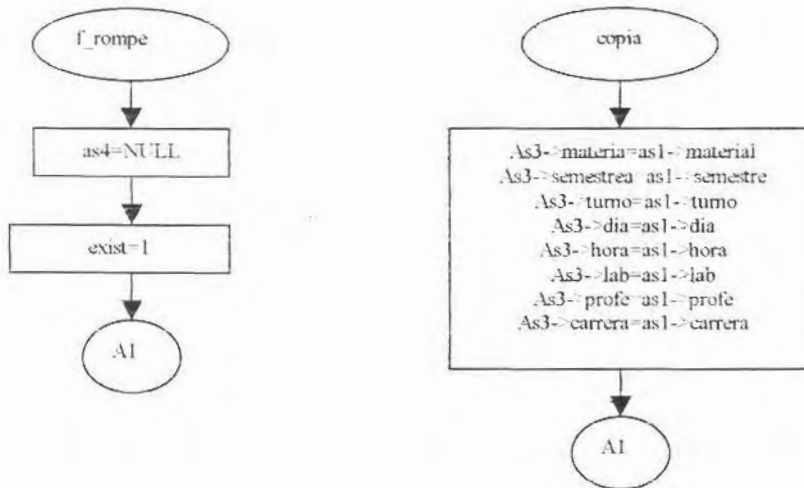 f_rompe
as4=NULL
exist=1
A1
copia
As3->materia=as1->material
As3->semestrea as1->semestre
As3->turno=as1->turno
As3->dia=as1->dia
As3->hora=as1->hora
As3->lab=as1->lab
As3->profe as1->profe
As3->carrera=as1->carrera
A1